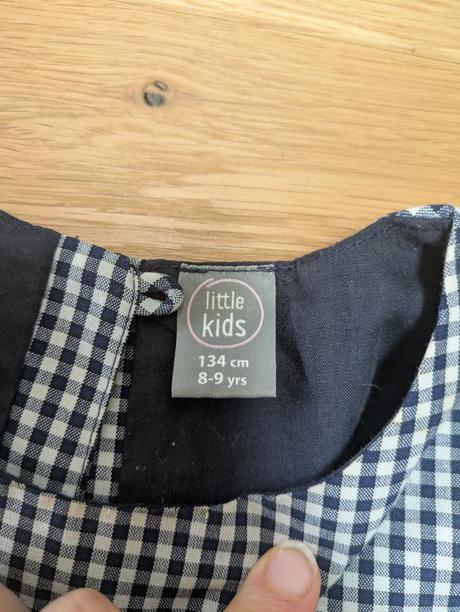 little
kids
134 cm
8-9 yrs